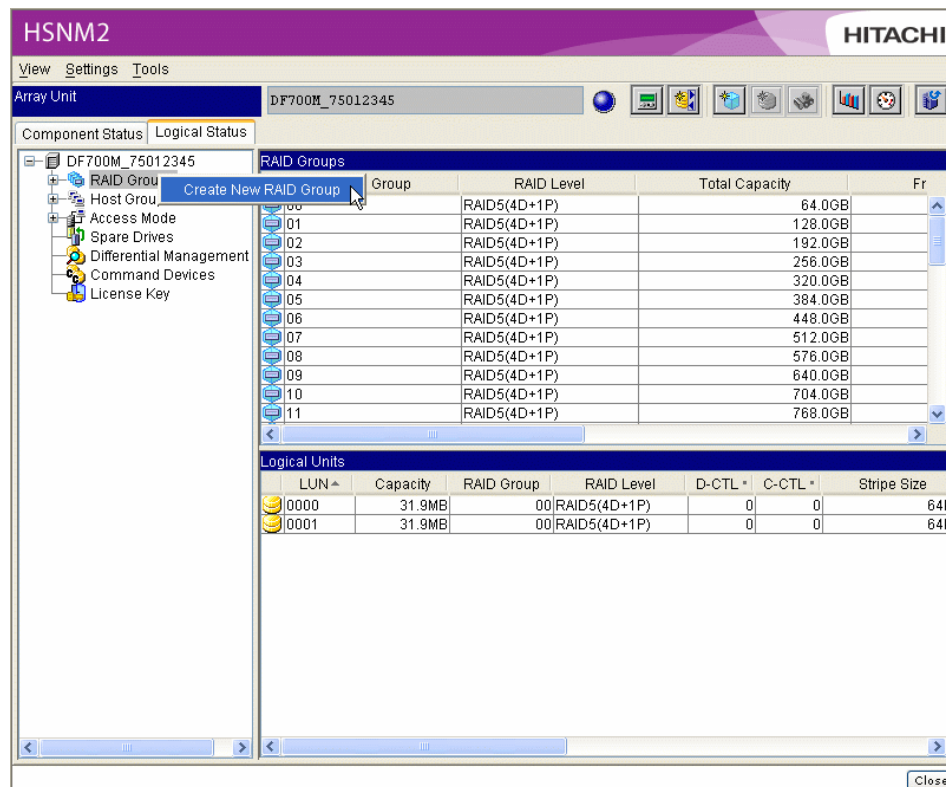 HSNM2 HITACHI
View Settings Tools
Array Unit DF700M_75012345
Component Status Logical Status
DF700M_75012345
RAID Grou
Create New RAID Group
Host Grou
Access Mode
Spare Drives
Differential Management
Command Devices
License Key
RAID Groups
Group RAID Level Total Capacity Fr
00 RAID5(4D+1P) 64.0GB
01 RAID5(4D+1P) 128.0GB
02 RAID5(4D+1P) 192.0GB
03 RAID5(4D+1P) 256.0GB
04 RAID5(4D+1P) 320.0GB
05 RAID5(4D+1P) 384.0GB
06 RAID5(4D+1P) 448.0GB
07 RAID5(4D+1P) 512.0GB
08 RAID5(4D+1P) 576.0GB
09 RAID5(4D+1P) 640.0GB
10 RAID5(4D+1P) 704.0GB
11 RAID5(4D+1P) 768.0GB
Logical Units
LUN Capacity RAID Group RAID Level D-CTL * C-CTL * Stripe Size
0000 31.9MB 00 RAID5(4D+1P) 0 0 64
0001 31.9MB 00 RAID5(4D+1P) 0 0 64
Close